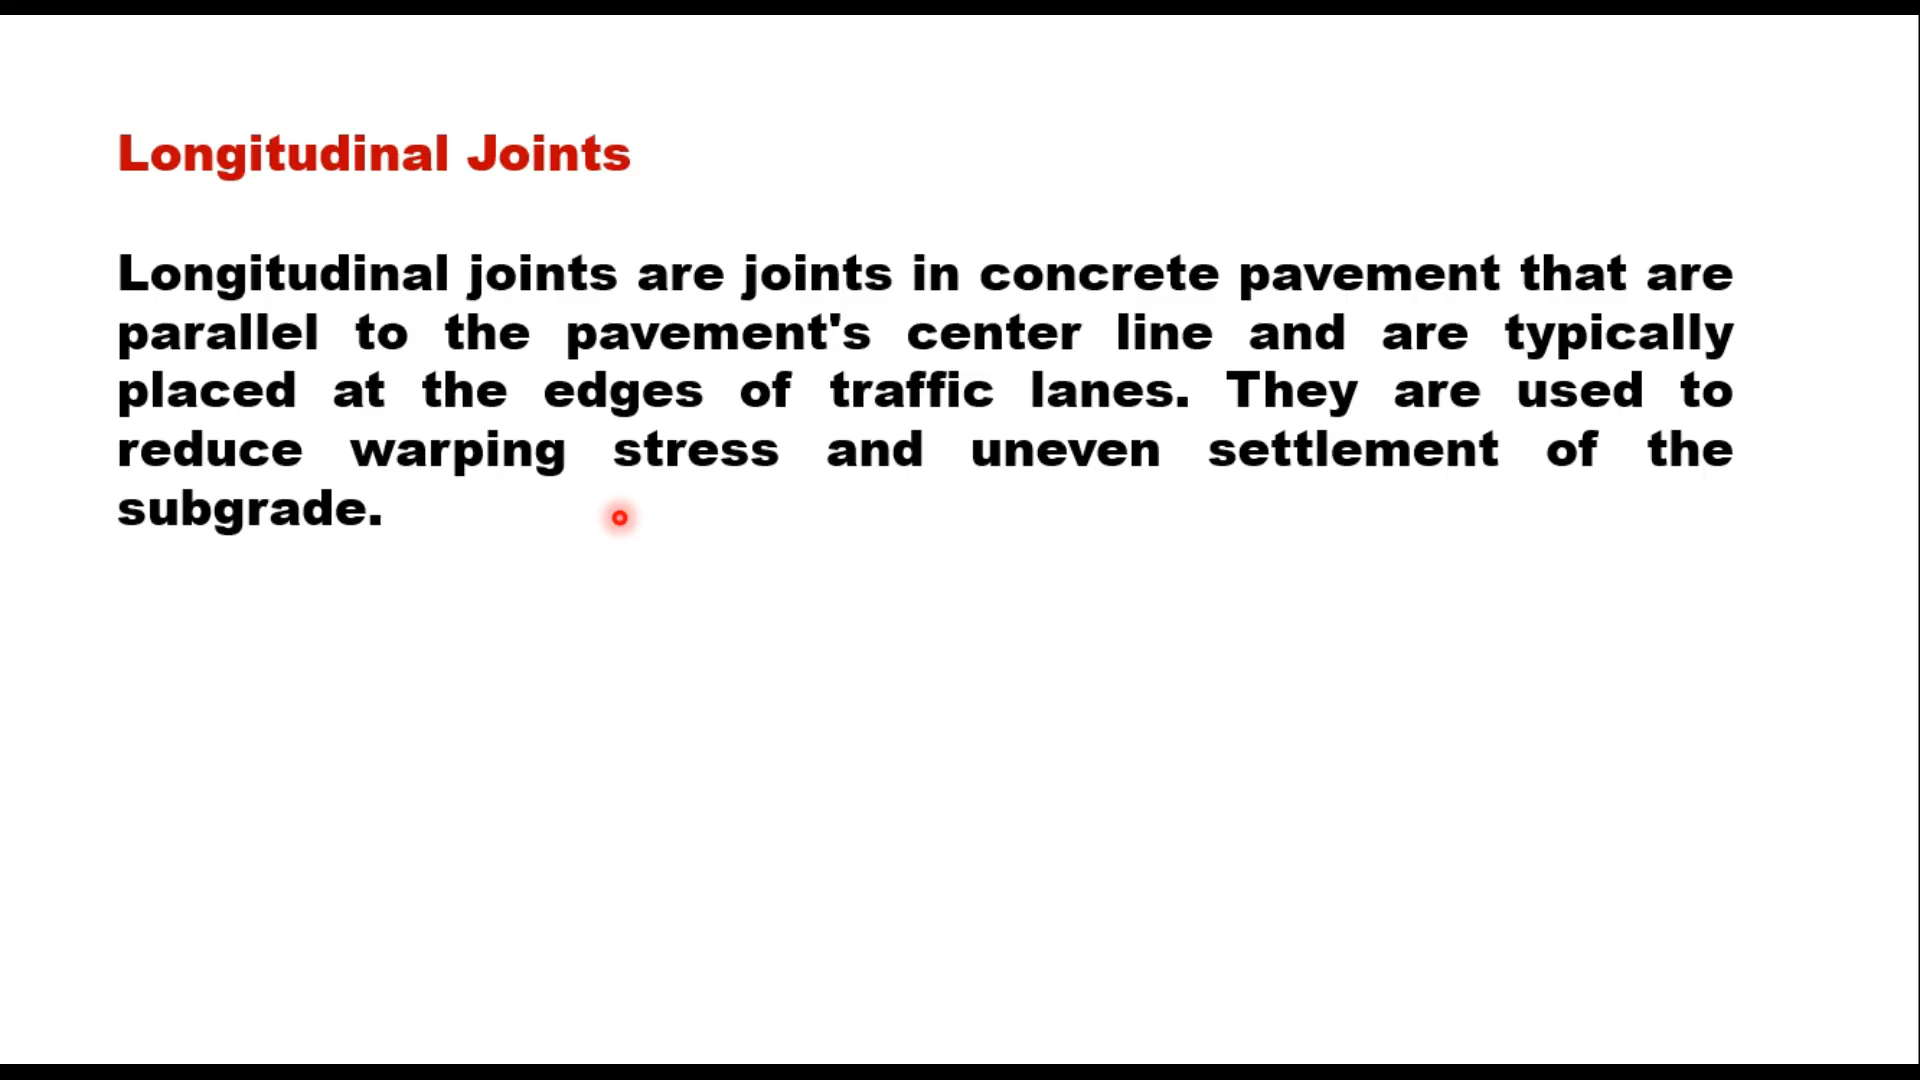 Longitudinal Joints
Longitudinal joints are joints in concrete pavement that are
parallel to the pavement's center line and are typically
placed at the edges of traffic lanes. They are used to
reduce warping stress and uneven settlement of the
subgrade.